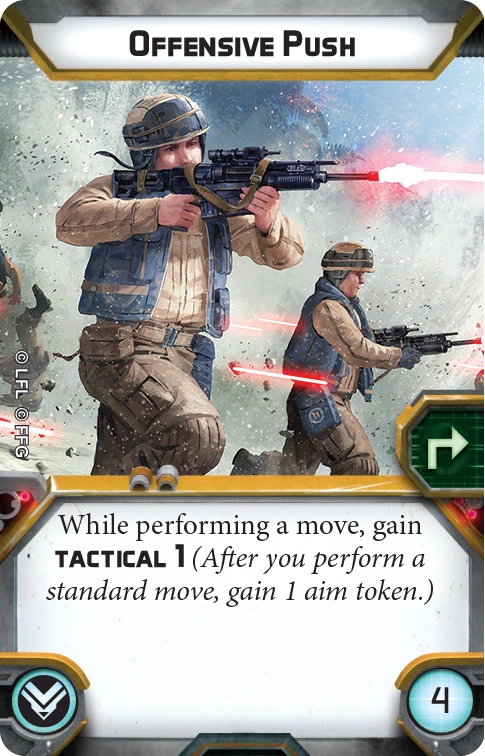 Offensive Push
© LFL © FFG
While performing a move, gain
TACTICAL 1 (After you perform a
standard move, gain 1 aim token.)
4